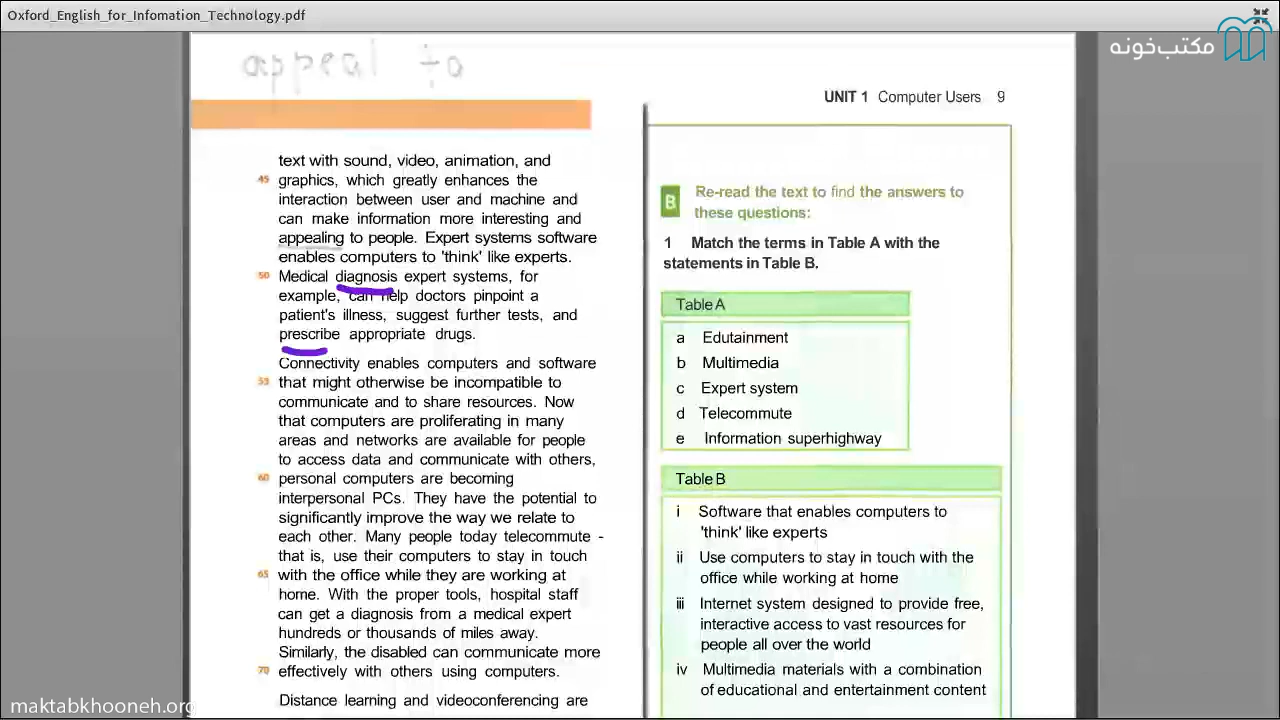 Oxford_English_for_Infomation_Technology.pdf
مکتب‌خونه
appeal to
UNIT 1 Computer Users 9
text with sound, video, animation, and
45 graphics, which greatly enhances the
interaction between user and machine and
can make information more interesting and
appealing to people. Expert systems software
enables computers to 'think' like experts.
50 Medical diagnosis expert systems, for
example, can help doctors pinpoint a
patient's illness, suggest further tests, and
prescribe appropriate drugs.
Connectivity enables computers and software
53 that might otherwise be incompatible to
communicate and to share resources. Now
that computers are proliferating in many
areas and networks are available for people
to access data and communicate with others,
60 personal computers are becoming
interpersonal PCs. They have the potential to
significantly improve the way we relate to
each other. Many people today telecommute -
that is, use their computers to stay in touch
65 with the office while they are working at
home. With the proper tools, hospital staff
can get a diagnosis from a medical expert
hundreds or thousands of miles away.
Similarly, the disabled can communicate more
70 effectively with others using computers.
Distance learning and videoconferencing are
B Re-read the text to find the answers to
these questions:
1 Match the terms in Table A with the
statements in Table B.
Table A
a Edutainment
b Multimedia
c Expert system
d Telecommute
e Information superhighway
Table B
i Software that enables computers to
'think' like experts
ii Use computers to stay in touch with the
office while working at home
iii Internet system designed to provide free,
interactive access to vast resources for
people all over the world
iv Multimedia materials with a combination
of educational and entertainment content
maktabkhooneh.org